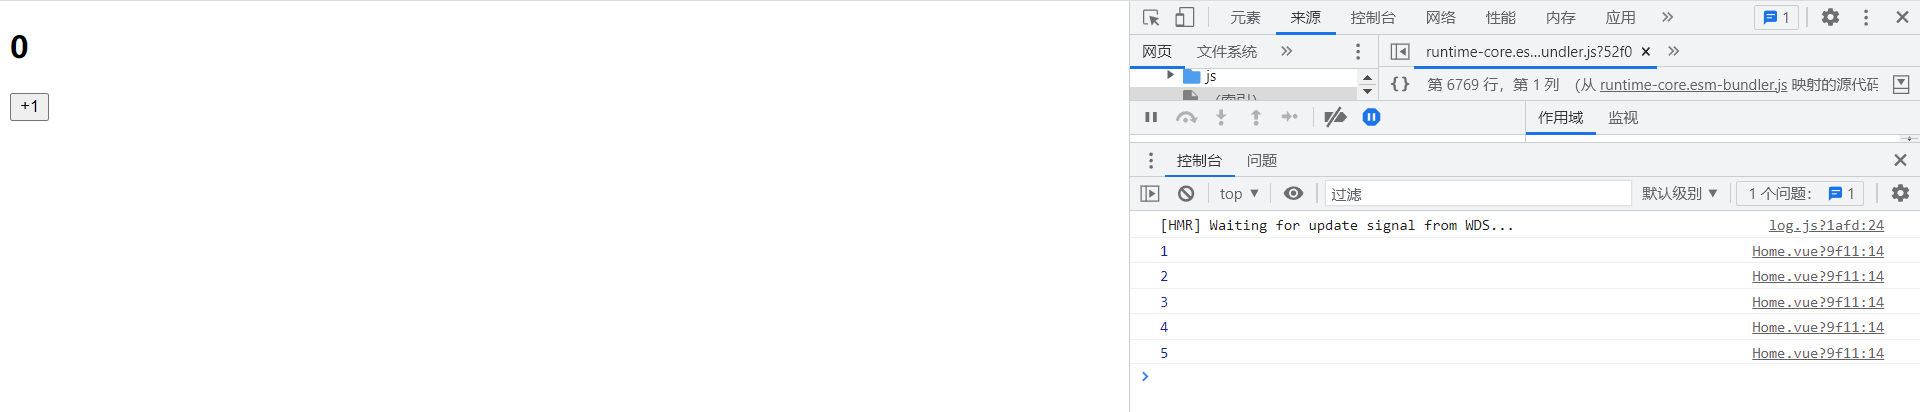 0
+1
元素 来源 控制台 网络 性能 内存 应用 1
网页 文件系统 runtime-core.es...undler.js?52f0
js
(索引)
{} 第 6769 行，第 1 列 (从 runtime-core.esm-bundler.js 映射的源代码
作用域 监视
控制台 问题
top 过滤 默认级别 1 个问题： 1
[HMR] Waiting for update signal from WDS... log.js?1afd:24
1 Home.vue?9f11:14
2 Home.vue?9f11:14
3 Home.vue?9f11:14
4 Home.vue?9f11:14
5 Home.vue?9f11:14